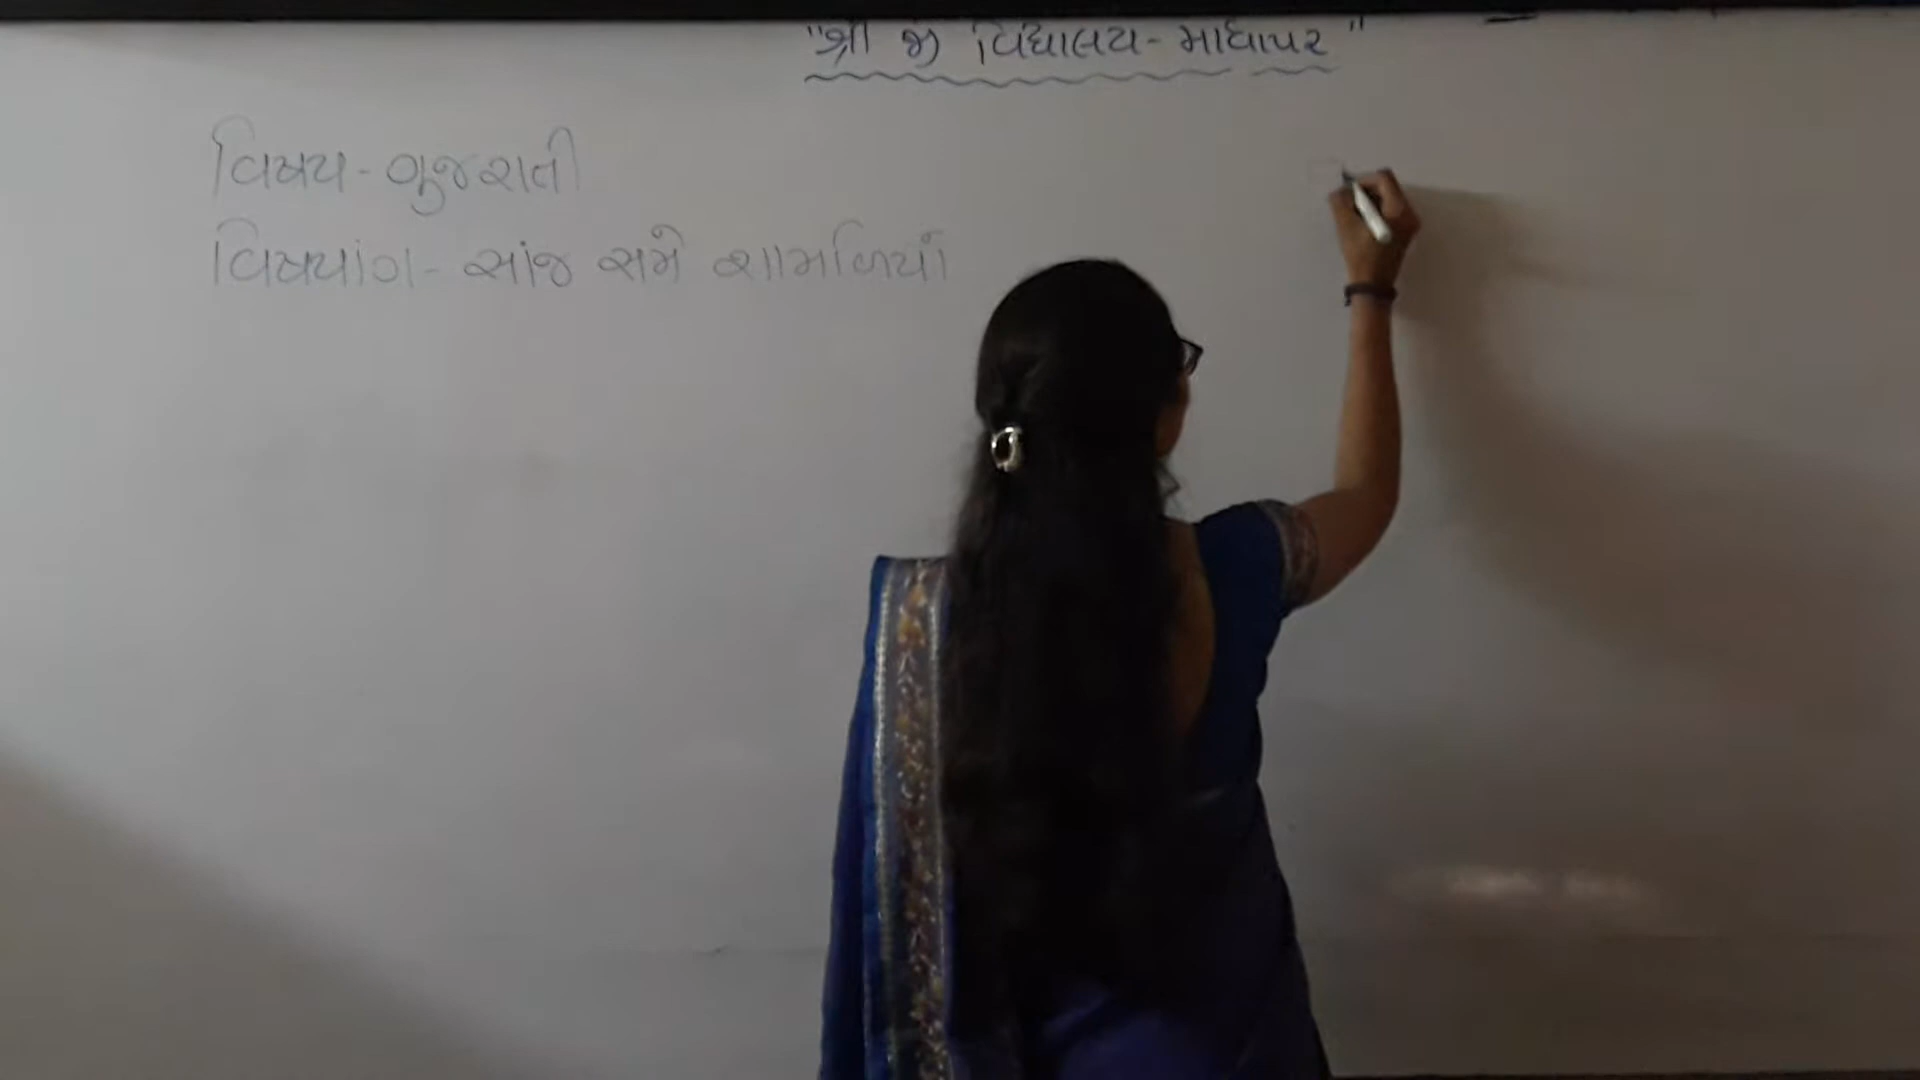 "શ્રી જી વિદ્યાલય- માધાપર"
વિષય - ગુજરાતી
વિષયાંગ - સાંજ સમે શામળિયાઁ